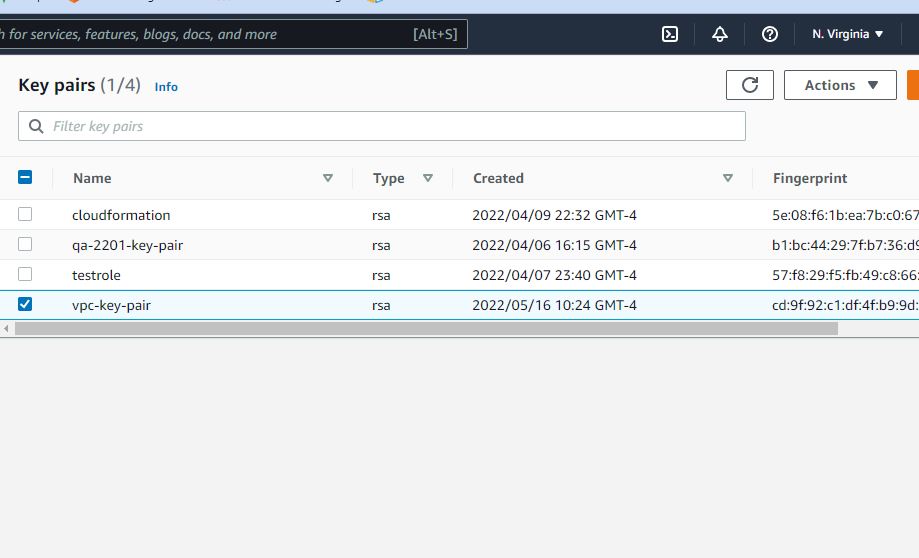 for services, features, blogs, docs, and more [Alt+S] N. Virginia
Key pairs (1/4) Info Actions
Filter key pairs
Name Type Created Fingerprint
cloudformation rsa 2022/04/09 22:32 GMT-4 5e:08:f6:1b:ea:7b:c0:67
qa-2201-key-pair rsa 2022/04/06 16:15 GMT-4 b1:bc:44:29:7f:b7:36:d9
testrole rsa 2022/04/07 23:40 GMT-4 57:f8:29:f5:fb:49:c8:66:
vpc-key-pair rsa 2022/05/16 10:24 GMT-4 cd:9f:92:c1:df:4f:b9:9d: